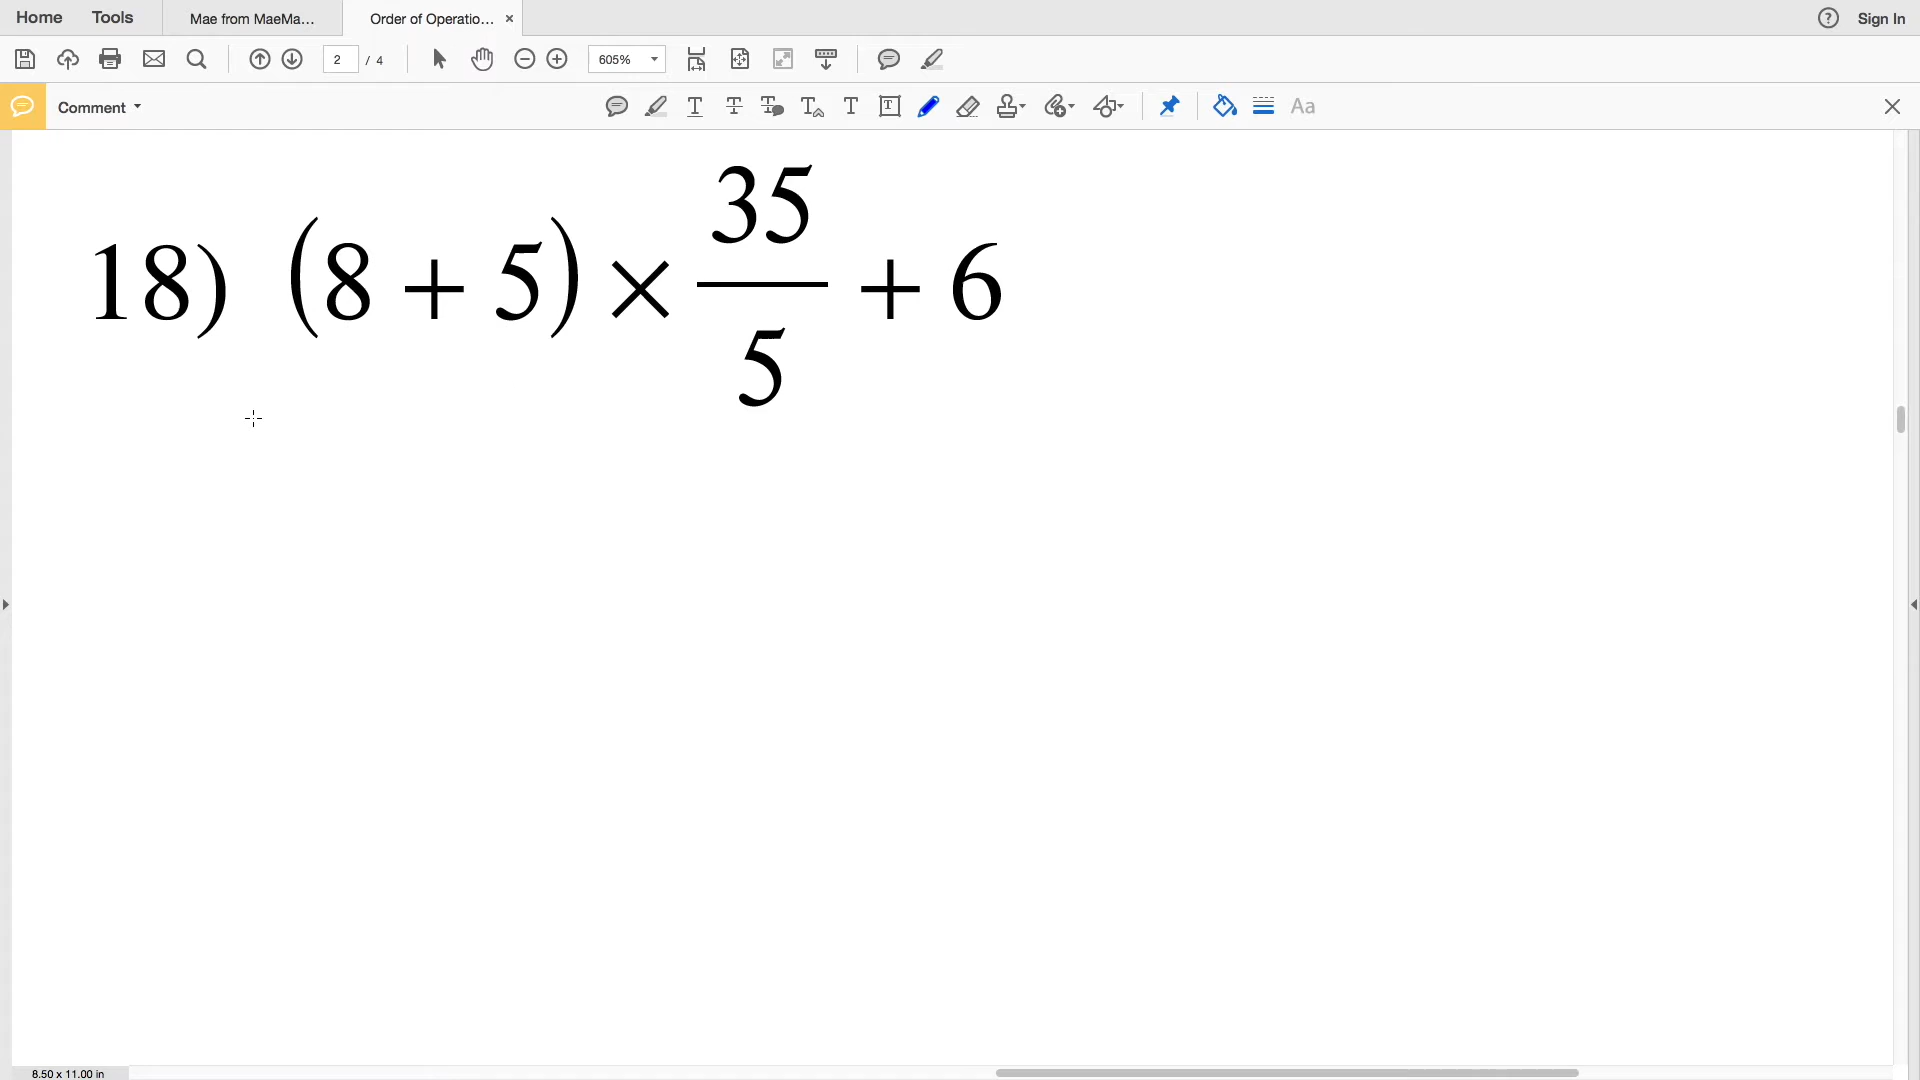 Home Tools Mae from MaeMa... Order of Operatio... × ? Sign In
2 / 4 605%
Comment Aa
18) (8 + 5) × 35/5 + 6
8.50 x 11.00 in